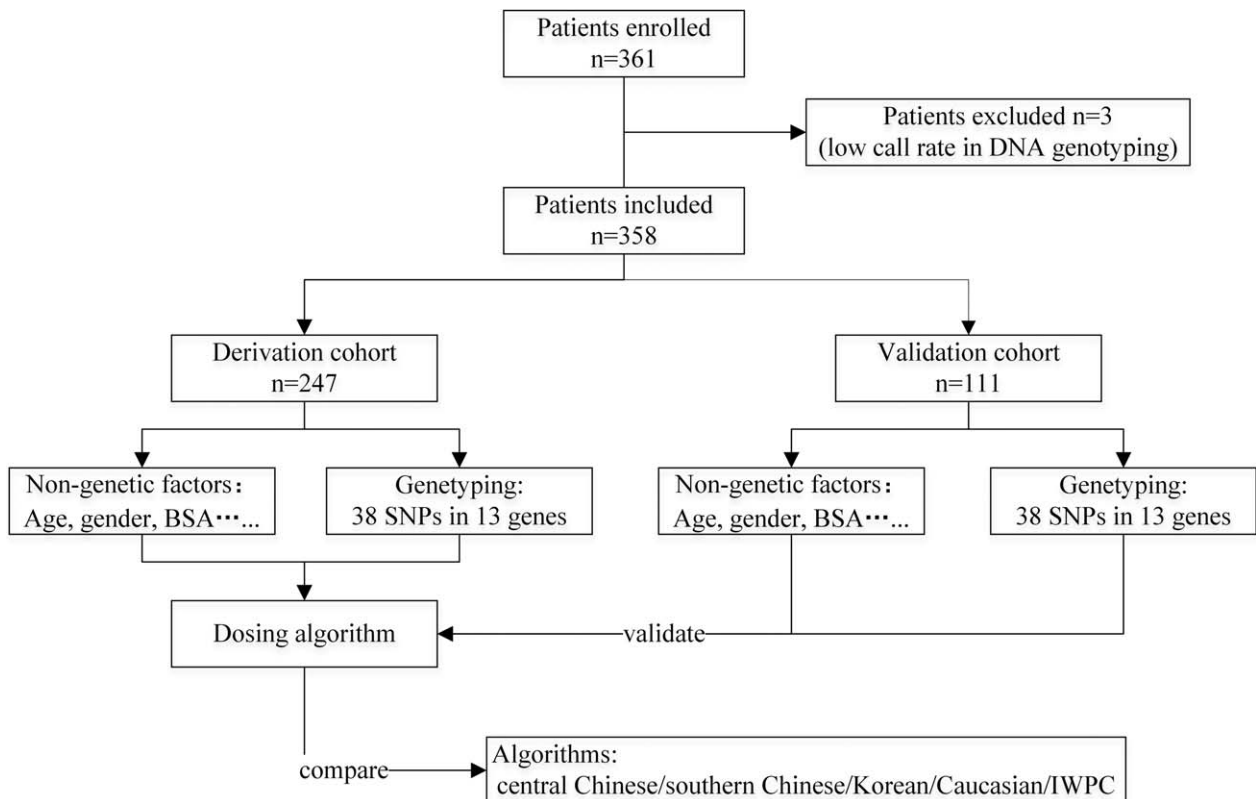 Patients enrolled
n=361
Patients excluded n=3
(low call rate in DNA genotyping)
Patients included
n=358
Derivation cohort
n=247
Validation cohort
n=111
Non-genetic factors：
Age, gender, BSA⋯...
Genetyping:
38 SNPs in 13 genes
Non-genetic factors：
Age, gender, BSA⋯...
Genetyping:
38 SNPs in 13 genes
Dosing algorithm
validate
compare
Algorithms:
central Chinese/southern Chinese/Korean/Caucasian/IWPC